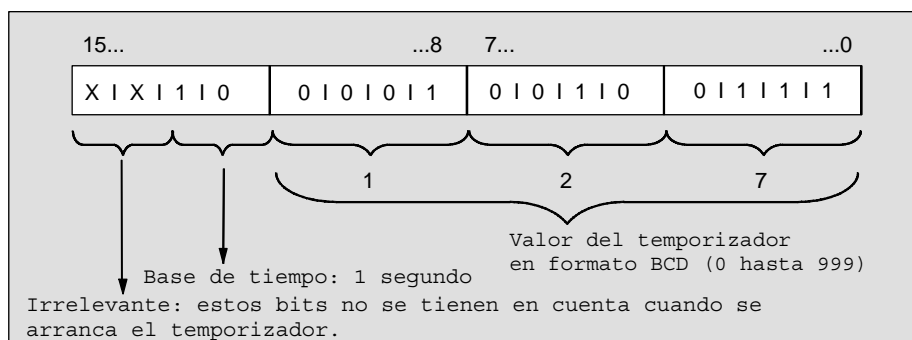 15... ...8 7... ...0
X I X I 1 I 0 0 I 0 I 0 I 1 0 I 0 I 1 I 0 0 I 1 I 1 I 1
1 2 7
Valor del temporizador
en formato BCD (0 hasta 999)
Base de tiempo: 1 segundo
Irrelevante: estos bits no se tienen en cuenta cuando se
arranca el temporizador.